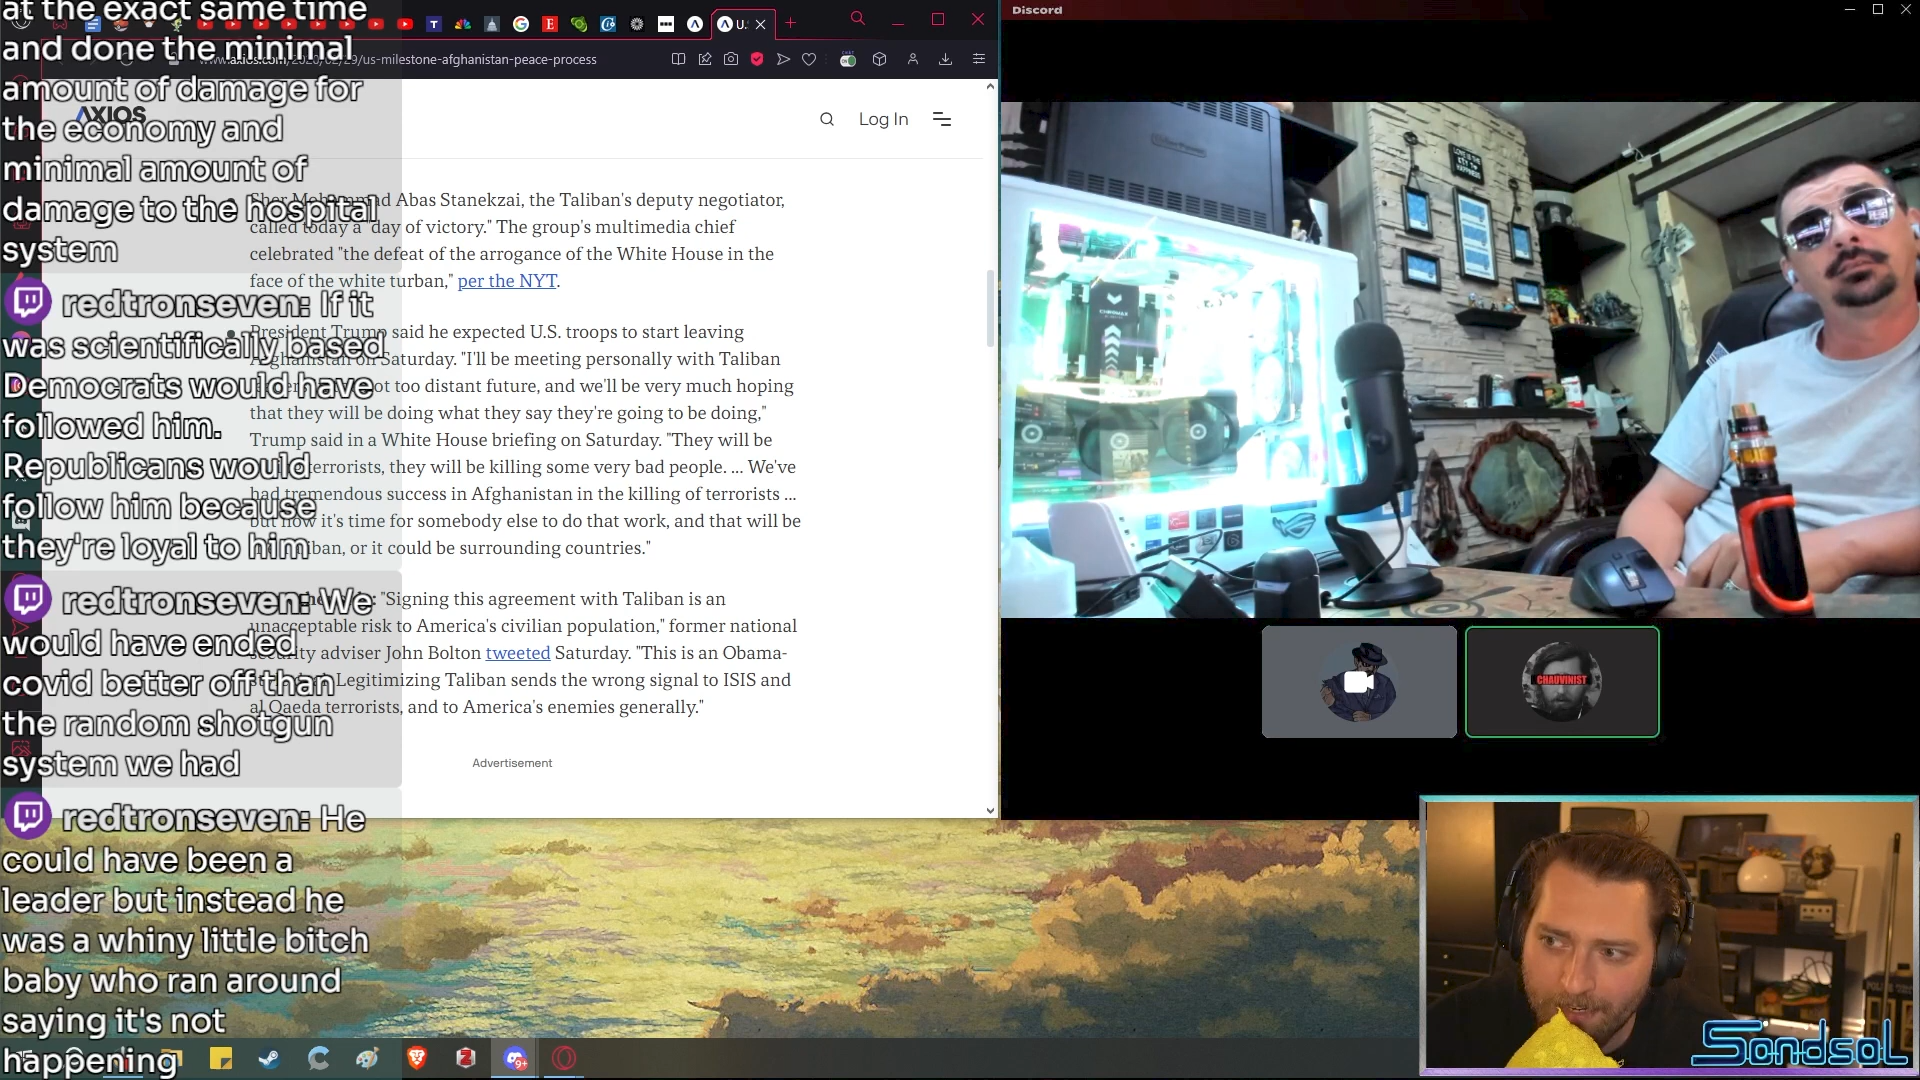 at the exact same time
and done the minimal
amount of damage for
the economy and
minimal amount of
damage to the hospital
system
redtronseven: If it
was scientifically based
Democrats would have
followed him.
Republicans would
follow him because
they're loyal to him
redtronseven: We
would have ended
covid better off than
the random shotgun
system we had
redtronseven: He
could have been a
leader but instead he
was a whiny little bitch
baby who ran around
saying it's not
happening
U.
www.axios.com/2020/02/29/us-milestone-afghanistan-peace-process
AXIOS
Log In
Sher Mohammad Abas Stanekzai, the Taliban's deputy negotiator,
called today a "day of victory." The group's multimedia chief
celebrated "the defeat of the arrogance of the White House in the
face of the white turban," per the NYT.
President Trump said he expected U.S. troops to start leaving
Afghanistan on Saturday. "I'll be meeting personally with Taliban
not too distant future, and we'll be very much hoping
that they will be doing what they say they're going to be doing,"
Trump said in a White House briefing on Saturday. "They will be
terrorists, they will be killing some very bad people. ... We've
had tremendous success in Afghanistan in the killing of terrorists ...
but now it's time for somebody else to do that work, and that will be
Taliban, or it could be surrounding countries."
"Signing this agreement with Taliban is an
unacceptable risk to America's civilian population," former national
security adviser John Bolton tweeted Saturday. "This is an Obama-
Legitimizing Taliban sends the wrong signal to ISIS and
al Qaeda terrorists, and to America's enemies generally."
Advertisement
Discord
CHROMAX
CHAUVINIST
9+
Sondsol